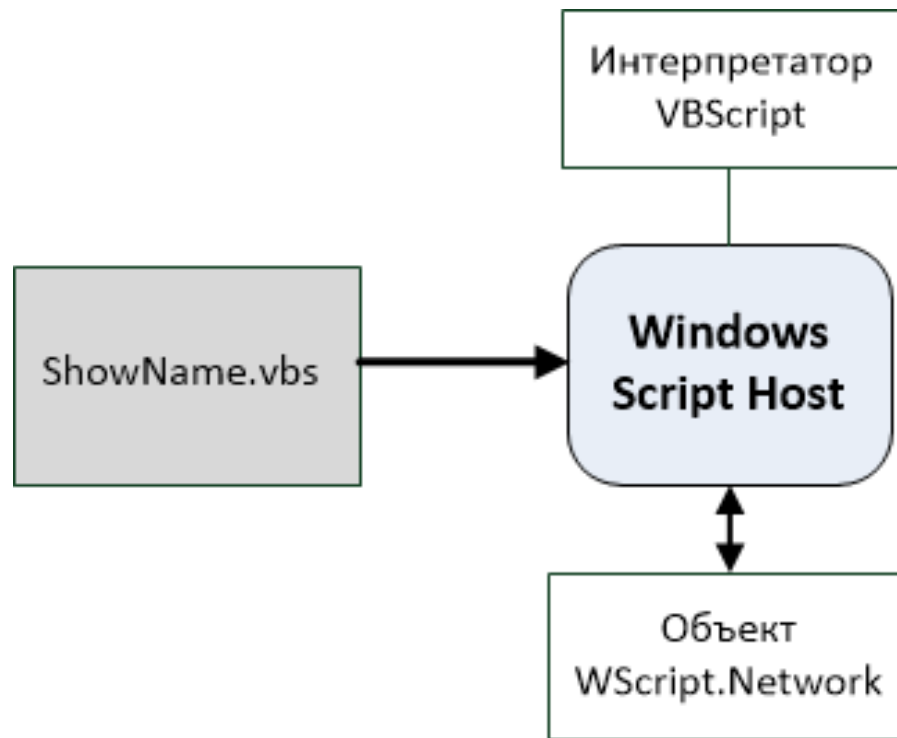 Интерпретатор
VBScript
ShowName.vbs
Windows
Script Host
Объект
WScript.Network